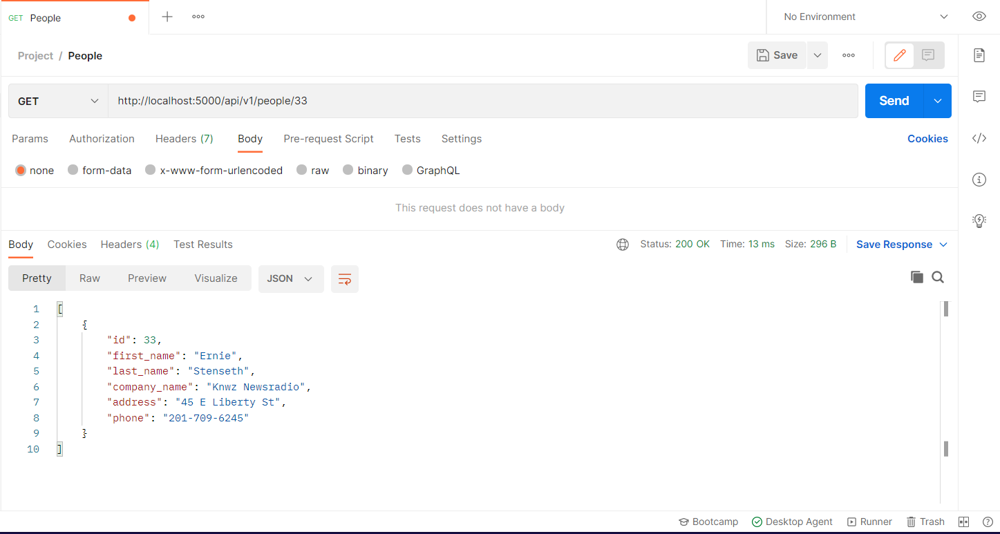 GET People
No Environment
Project / People
Save
GET http://localhost:5000/api/v1/people/33
Send
Params Authorization Headers (7) Body Pre-request Script Tests Settings Cookies
none form-data x-www-form-urlencoded raw binary GraphQL
This request does not have a body
Body Cookies Headers (4) Test Results Status: 200 OK Time: 13 ms Size: 296 B Save Response
Pretty Raw Preview Visualize JSON
1 [
2 {
3 "id": 33,
4 "first_name": "Ernie",
5 "last_name": "Stenseth",
6 "company_name": "Knwz Newsradio",
7 "address": "45 E Liberty St",
8 "phone": "201-709-6245"
9 }
10 ]
Bootcamp Desktop Agent Runner Trash